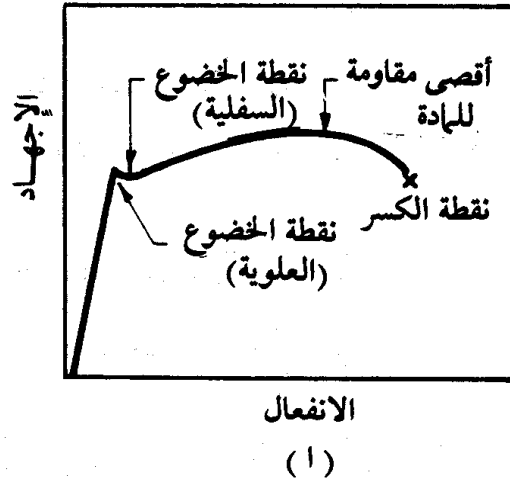 نقطة الخضوع
(السفلية)
أقصى مقاومة
للمادة
الإجهاد
نقطة الكسر
نقطة الخضوع
(العلوية)
الانفعال
(ا)